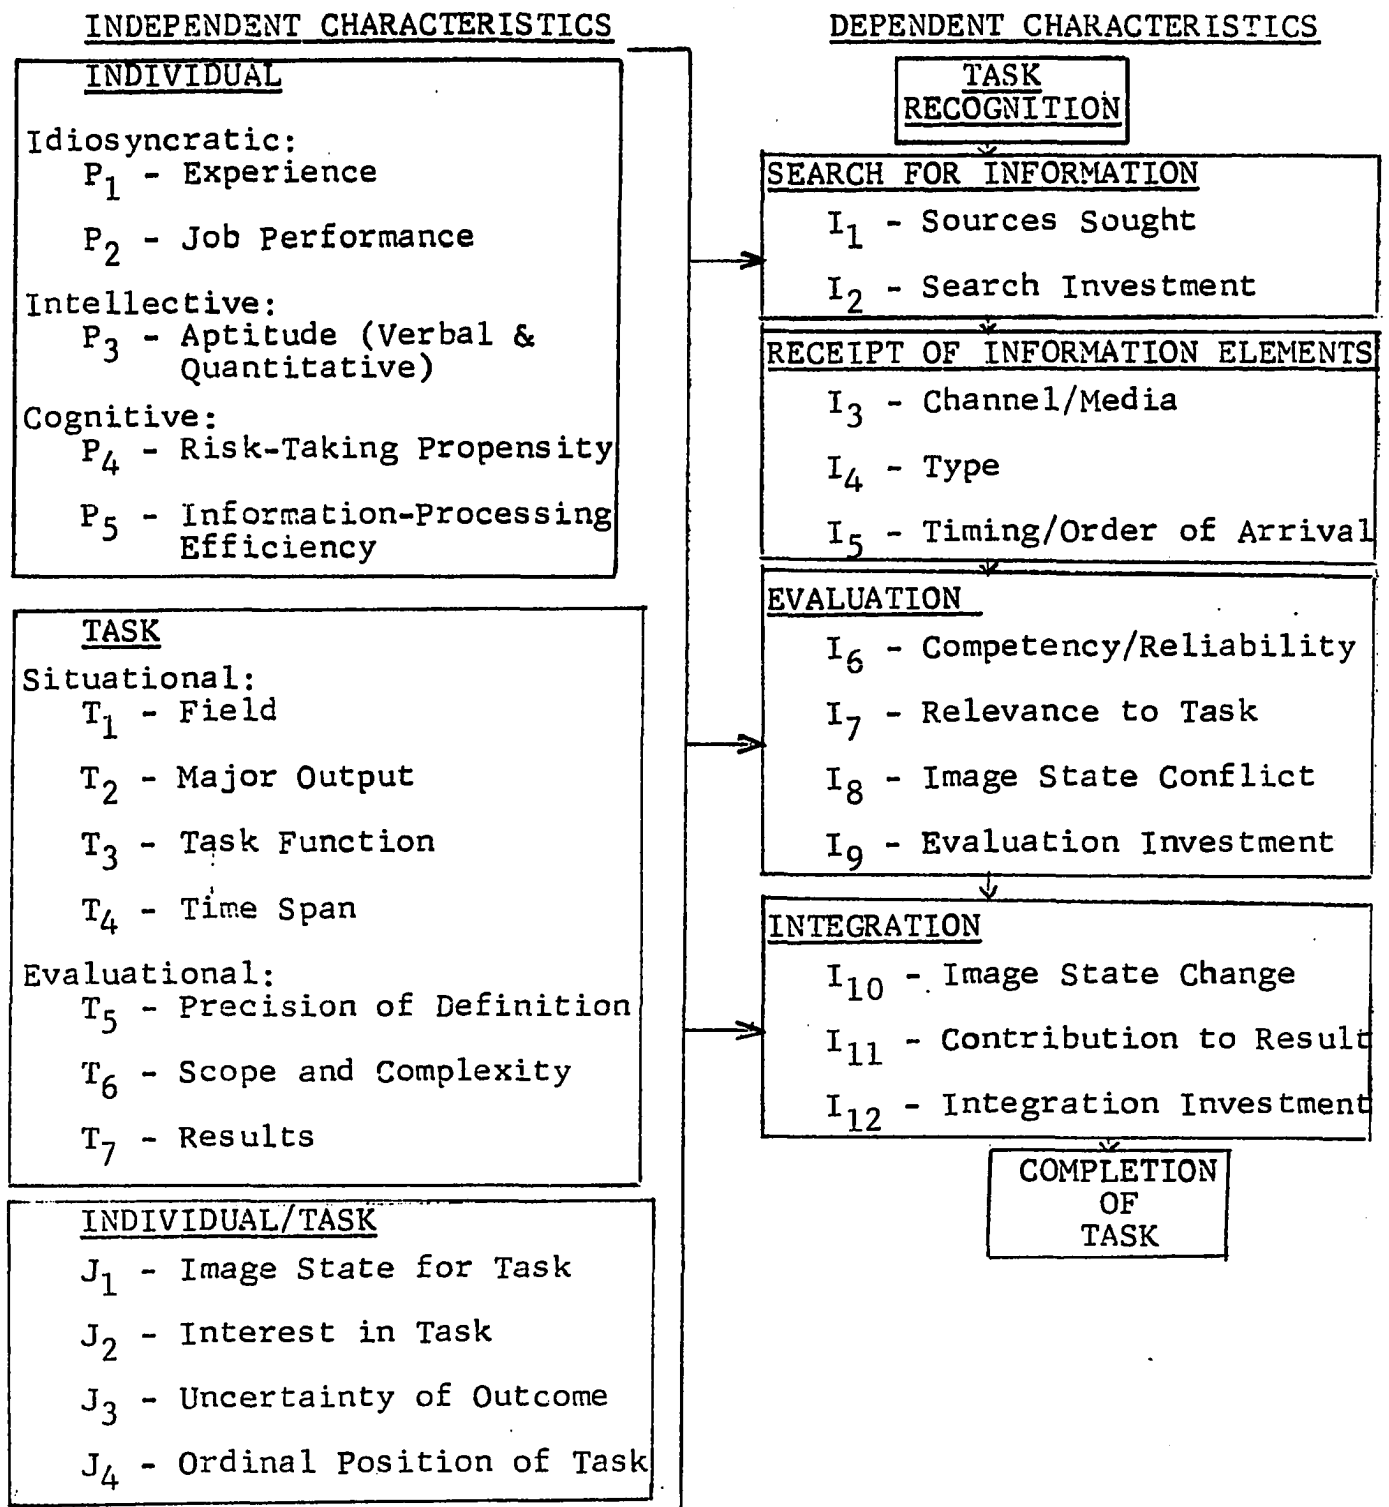 INDEPENDENT CHARACTERISTICS
INDIVIDUAL
Idiosyncratic:
P1 - Experience
P2 - Job Performance
Intellective:
P3 - Aptitude (Verbal &
Quantitative)
Cognitive:
P4 - Risk-Taking Propensity
P5 - Information-Processing
Efficiency
TASK
Situational:
T1 - Field
T2 - Major Output
T3 - Task Function
T4 - Time Span
Evaluational:
T5 - Precision of Definition
T6 - Scope and Complexity
T7 - Results
INDIVIDUAL/TASK
J1 - Image State for Task
J2 - Interest in Task
J3 - Uncertainty of Outcome
J4 - Ordinal Position of Task
DEPENDENT CHARACTERISTICS
TASK
RECOGNITION
SEARCH FOR INFORMATION
I1 - Sources Sought
I2 - Search Investment
RECEIPT OF INFORMATION ELEMENTS
I3 - Channel/Media
I4 - Type
I5 - Timing/Order of Arrival
EVALUATION
I6 - Competency/Reliability
I7 - Relevance to Task
I8 - Image State Conflict
I9 - Evaluation Investment
INTEGRATION
I10 - Image State Change
I11 - Contribution to Result
I12 - Integration Investment
COMPLETION
OF
TASK